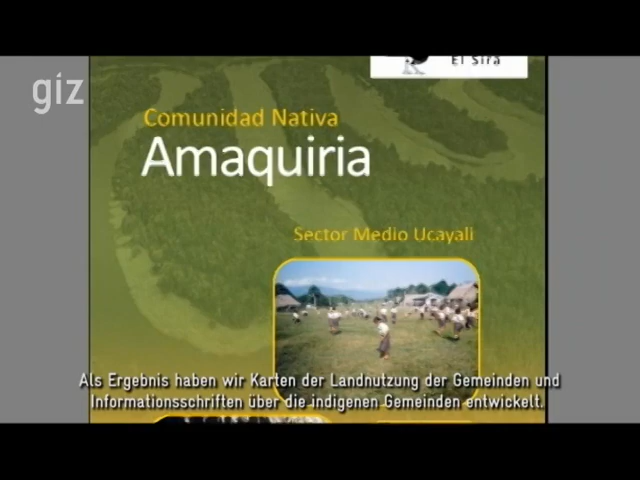 El Sira
giz
Comunidad Nativa
Amaquiria
Sector Medio Ucayali
Als Ergebnis haben wir Karten der Landnutzung der Gemeinden und
Informationsschriften über die indigenen Gemeinden entwickelt.